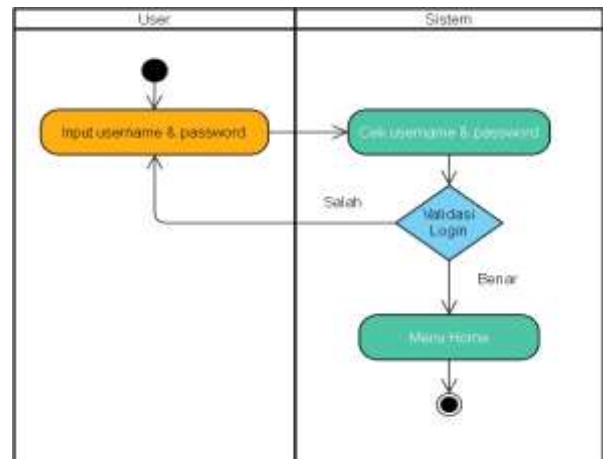 User
Sistem
Input username & password
Cek username & password
Salah
Validasi
Login
Benar
Menu Home